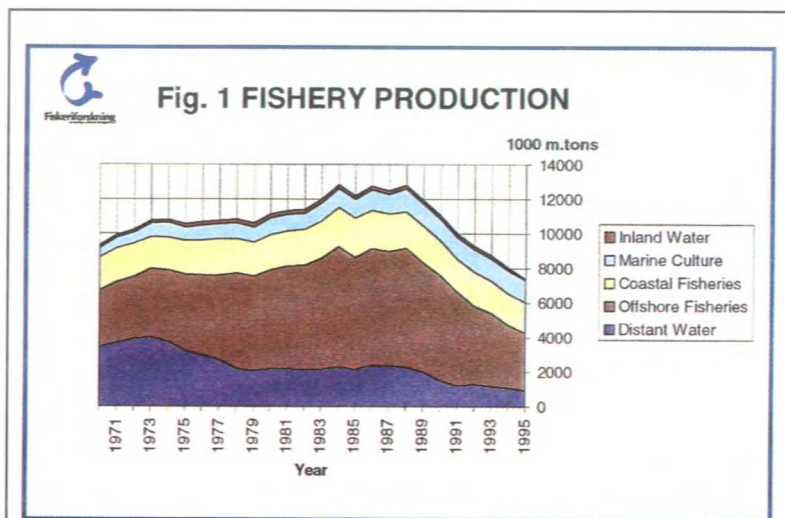 Fiskeriforskning
Fig. 1 FISHERY PRODUCTION
1000 m.tons
14000
12000
10000
8000
6000
4000
2000
0
Inland Water
Marine Culture
Coastal Fisheries
Offshore Fisheries
Distant Water
1971
1973
1975
1977
1979
1981
1983
1985
1987
1989
1991
1993
1995
Year